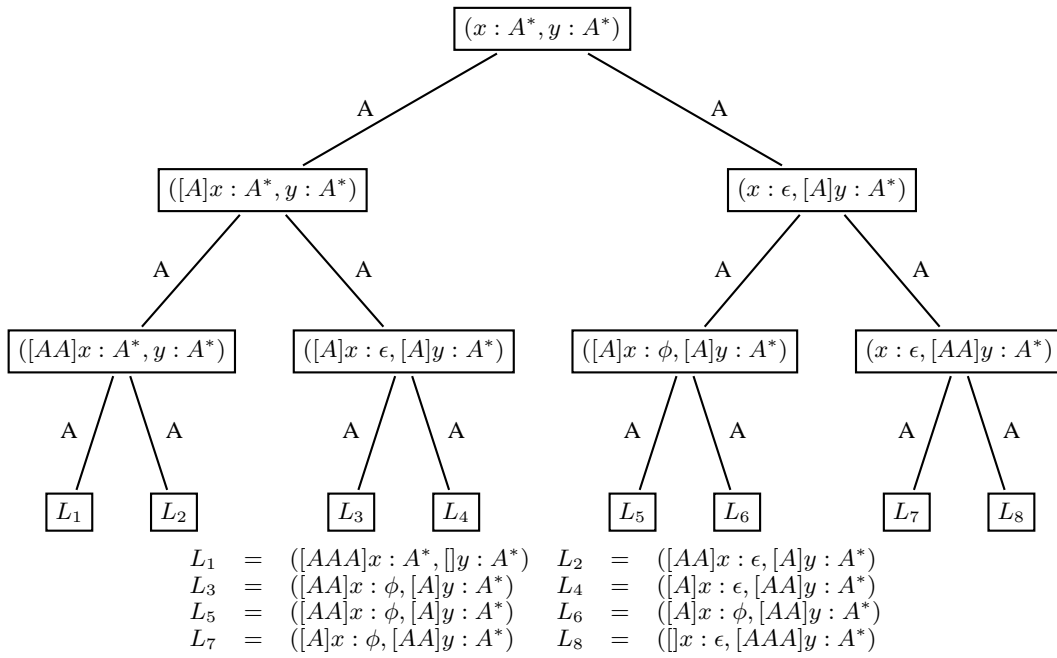 (x : A*, y : A*)
A A
([A]x : A*, y : A*) (x : ϵ, [A]y : A*)
A A A A
([AA]x : A*, y : A*) ([A]x : ϵ, [A]y : A*) ([A]x : ϕ, [A]y : A*) (x : ϵ, [AA]y : A*)
A A A A A A A A
L₁ L₂ L₃ L₄ L₅ L₆ L₇ L₈
L₁ = ([AAA]x : A*, []y : A*) L₂ = ([AA]x : ϵ, [A]y : A*)
L₃ = ([AA]x : ϕ, [A]y : A*) L₄ = ([A]x : ϵ, [AA]y : A*)
L₅ = ([AA]x : ϕ, [A]y : A*) L₆ = ([A]x : ϕ, [AA]y : A*)
L₇ = ([A]x : ϕ, [AA]y : A*) L₈ = ([]x : ϵ, [AAA]y : A*)